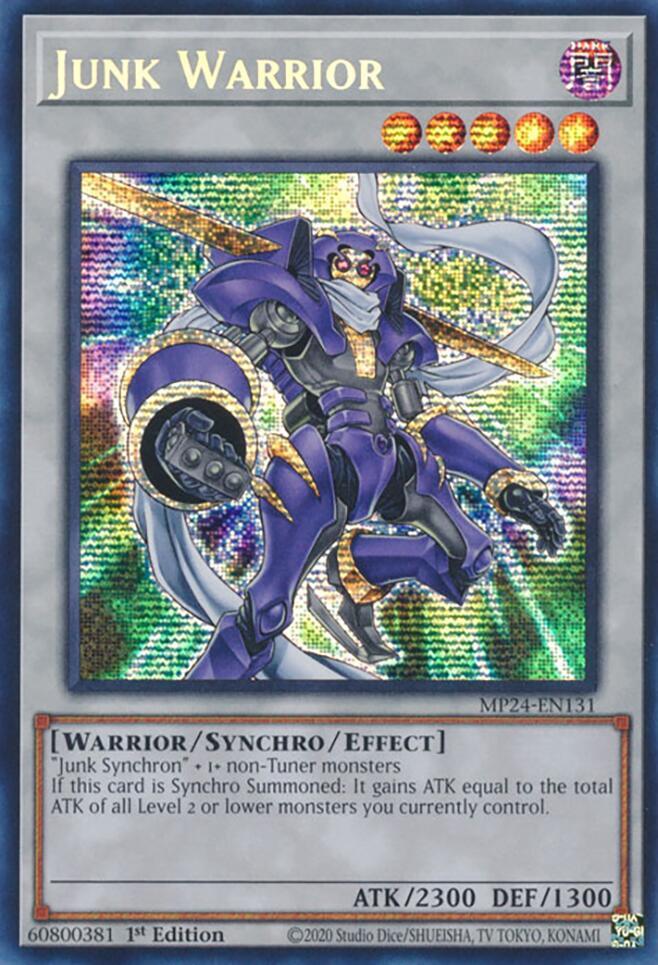 Junk Warrior
DARK
MP24-EN131
[Warrior/Synchro/Effect]
"Junk Synchron" + 1+ non-Tuner monsters
If this card is Synchro Summoned: It gains ATK equal to the total
ATK of all Level 2 or lower monsters you currently control.
ATK/2300 DEF/1300
60800381 1st Edition ©2020 Studio Dice/SHUEISHA, TV TOKYO, KONAMI